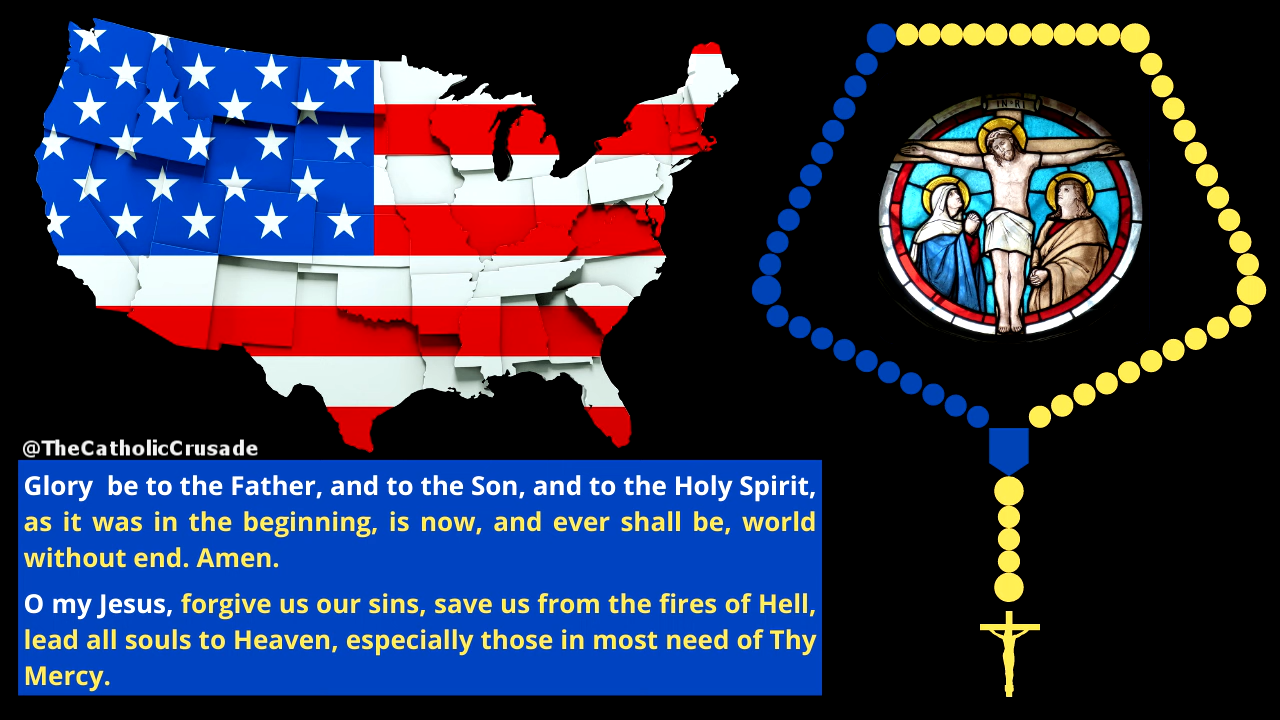 IN·RI
@TheCatholicCrusade
Glory  be to the Father, and to the Son, and to the Holy Spirit,
as it was in the beginning, is now, and ever shall be, world
without end. Amen.
O my Jesus, forgive us our sins, save us from the fires of Hell,
lead all souls to Heaven, especially those in most need of Thy
Mercy.